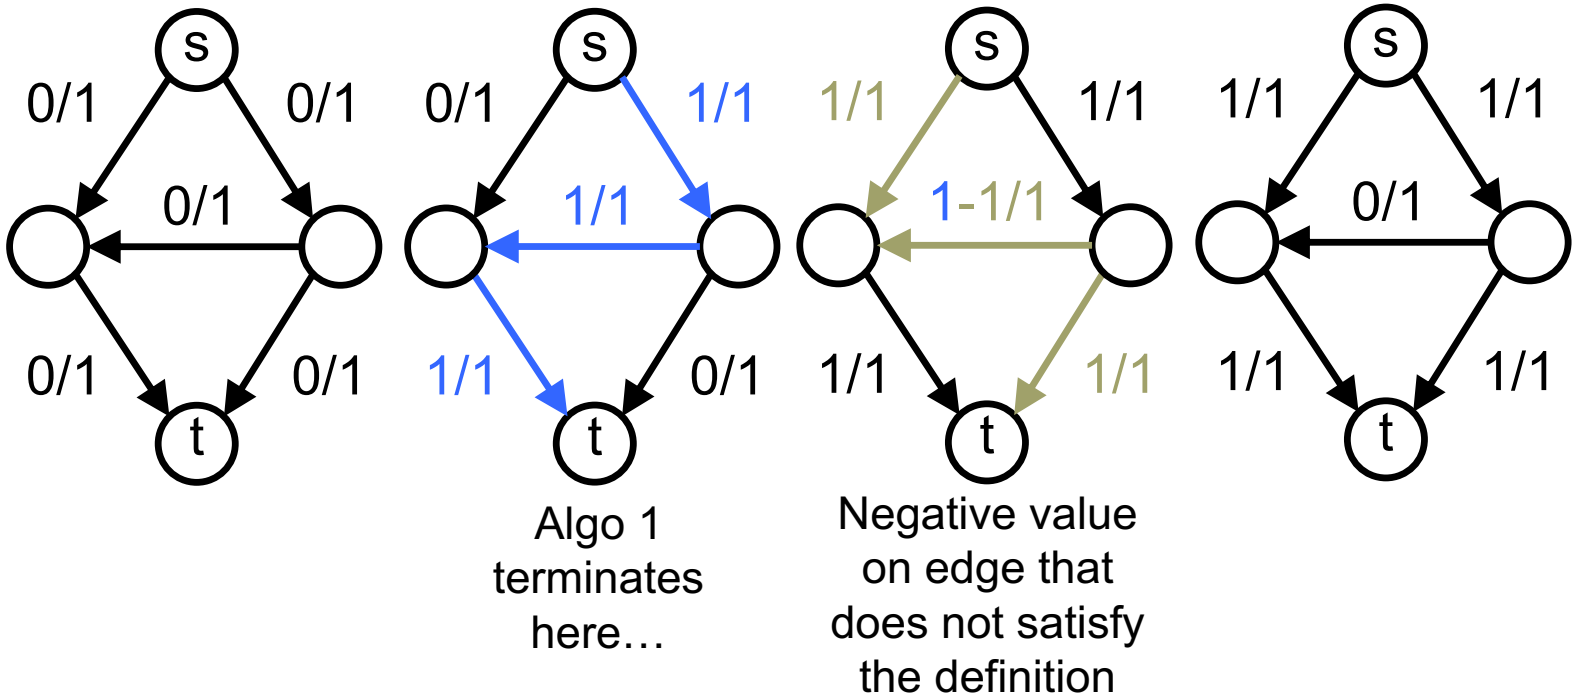 s
0/1 0/1
0/1
0/1 0/1
t
s
0/1 1/1
1/1
1/1 0/1
t
Algo 1
terminates
here…
s
1/1 1/1
1-1/1
1/1 1/1
t
Negative value
on edge that
does not satisfy
the definition
s
1/1 1/1
0/1
1/1 1/1
t